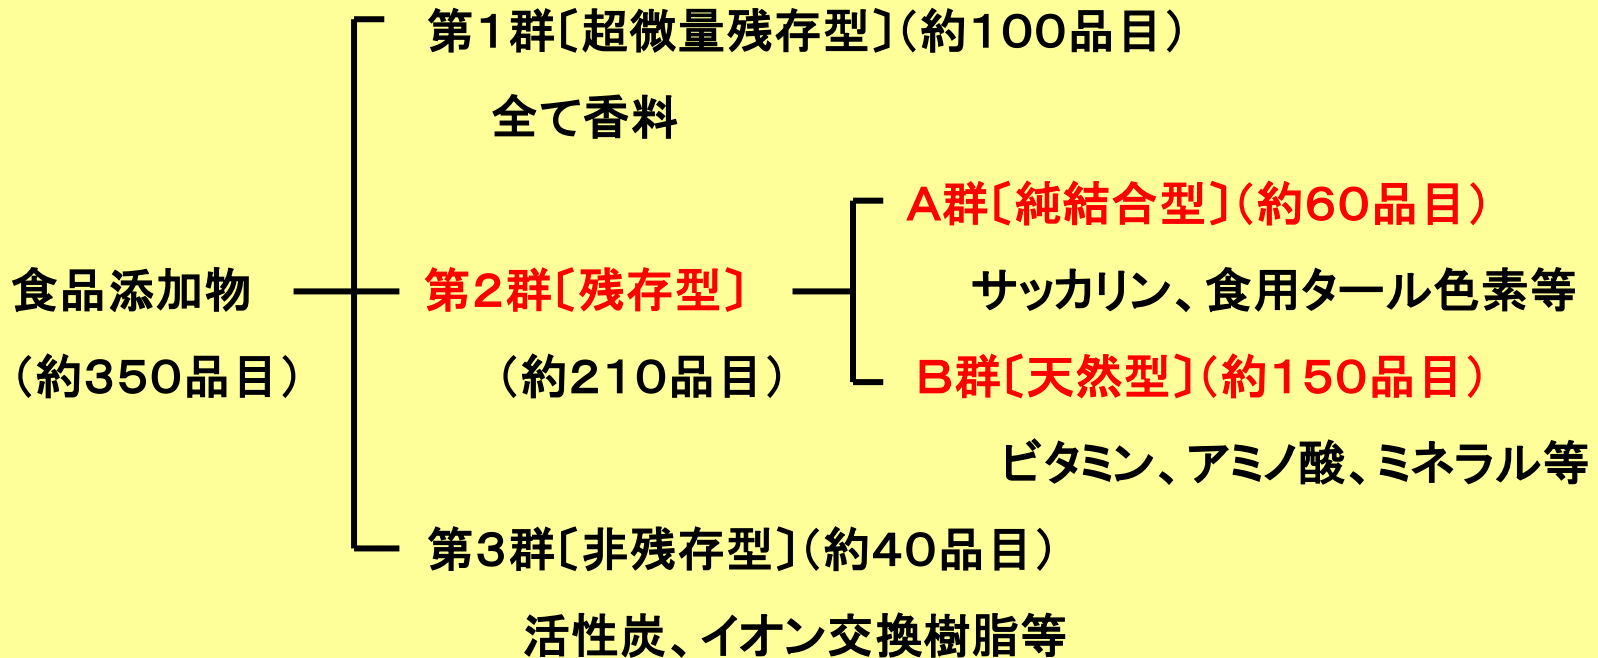 第１群〔超微量残存型〕（約１００品目）
全て香料
食品添加物
（約３５０品目）
第２群〔残存型〕
（約２１０品目）
Ａ群〔純結合型〕（約６０品目）
サッカリン、食用タール色素等
Ｂ群〔天然型〕（約１５０品目）
ビタミン、アミノ酸、ミネラル等
第３群〔非残存型〕（約４０品目）
活性炭、イオン交換樹脂等